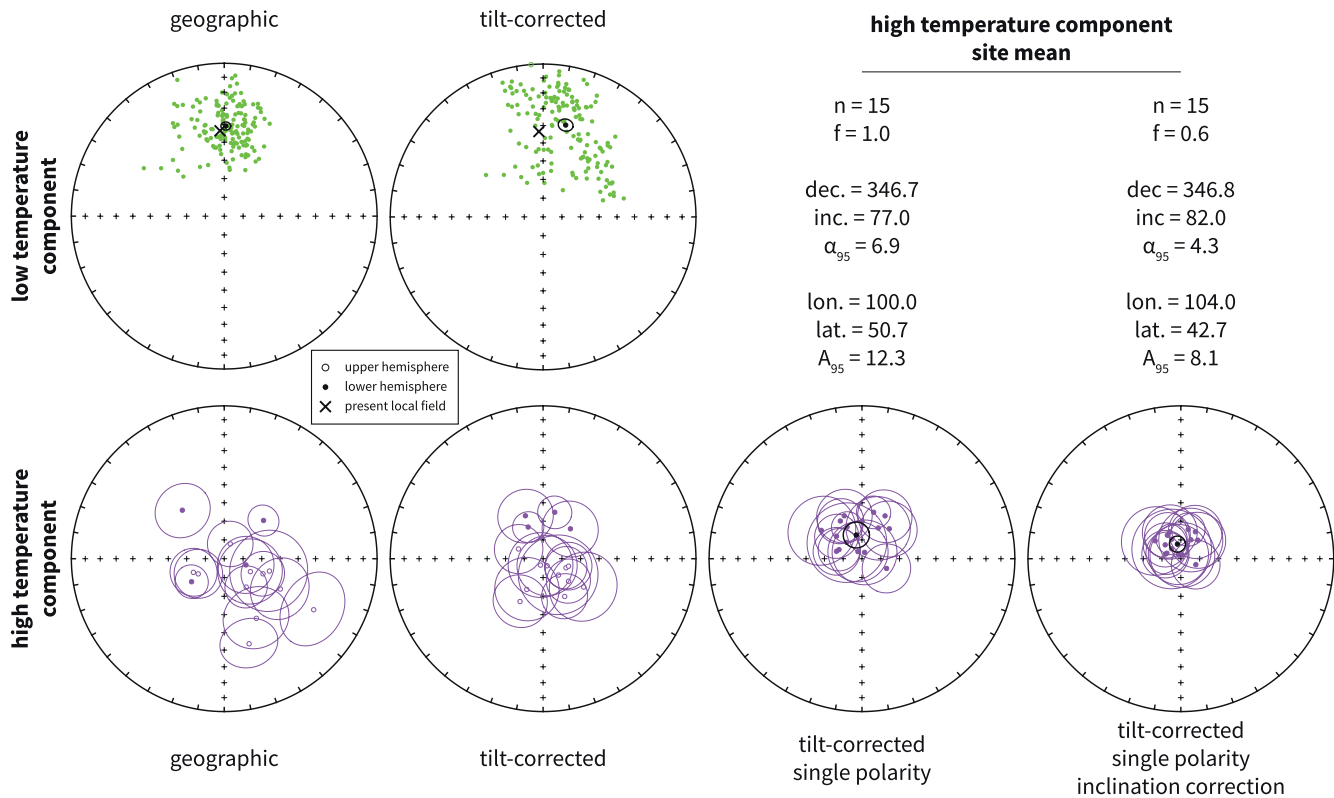 geographic
tilt-corrected
high temperature component
site mean
low temperature
component
n = 15
f = 1.0
dec. = 346.7
inc. = 77.0
α95 = 6.9
lon. = 100.0
lat. = 50.7
A95 = 12.3
n = 15
f = 0.6
dec = 346.8
inc = 82.0
α95 = 4.3
lon. = 104.0
lat. = 42.7
A95 = 8.1
upper hemisphere
lower hemisphere
present local field
high temperature
component
geographic
tilt-corrected
tilt-corrected
single polarity
tilt-corrected
single polarity
inclination correction